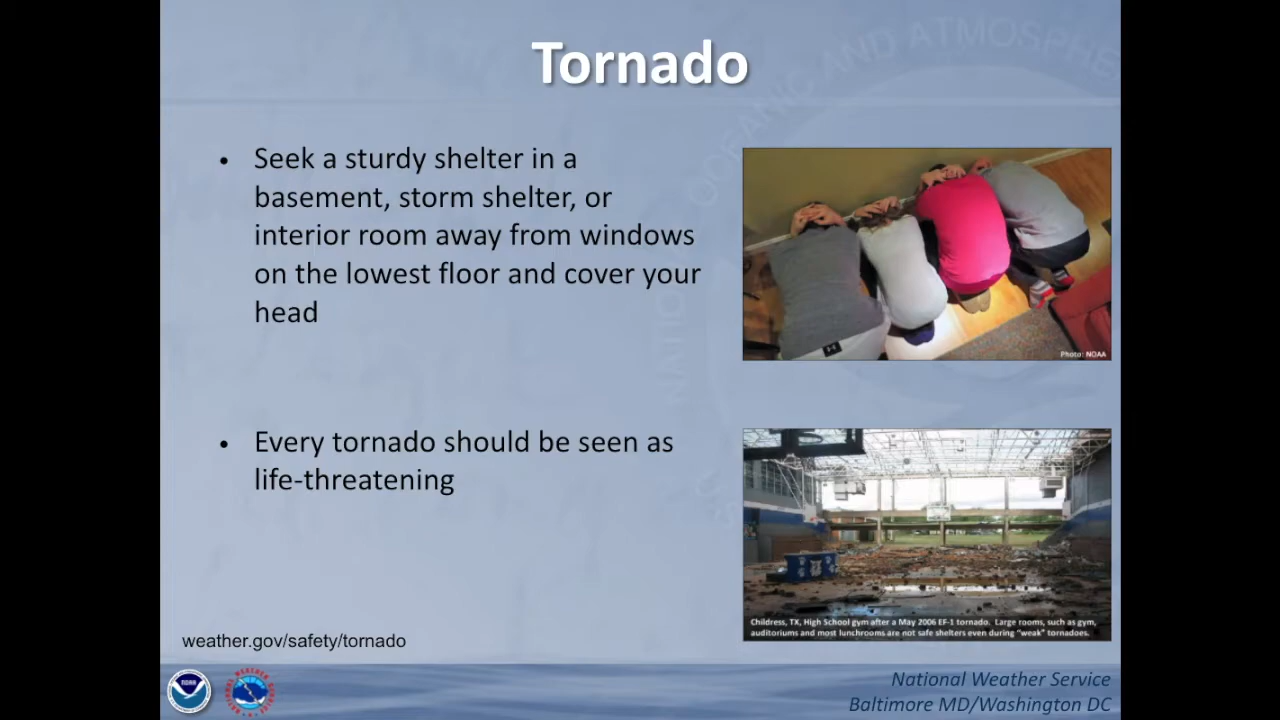 Tornado
• Seek a sturdy shelter in a
basement, storm shelter, or
interior room away from windows
on the lowest floor and cover your
head
Photo: NOAA
• Every tornado should be seen as
life-threatening
Childress, TX, High School gym after a May 2006 EF-1 tornado. Large rooms, such as gym,
auditoriums and most lunchrooms are not safe shelters even during "weak" tornadoes.
weather.gov/safety/tornado
NOAA
National Weather Service
Baltimore MD/Washington DC